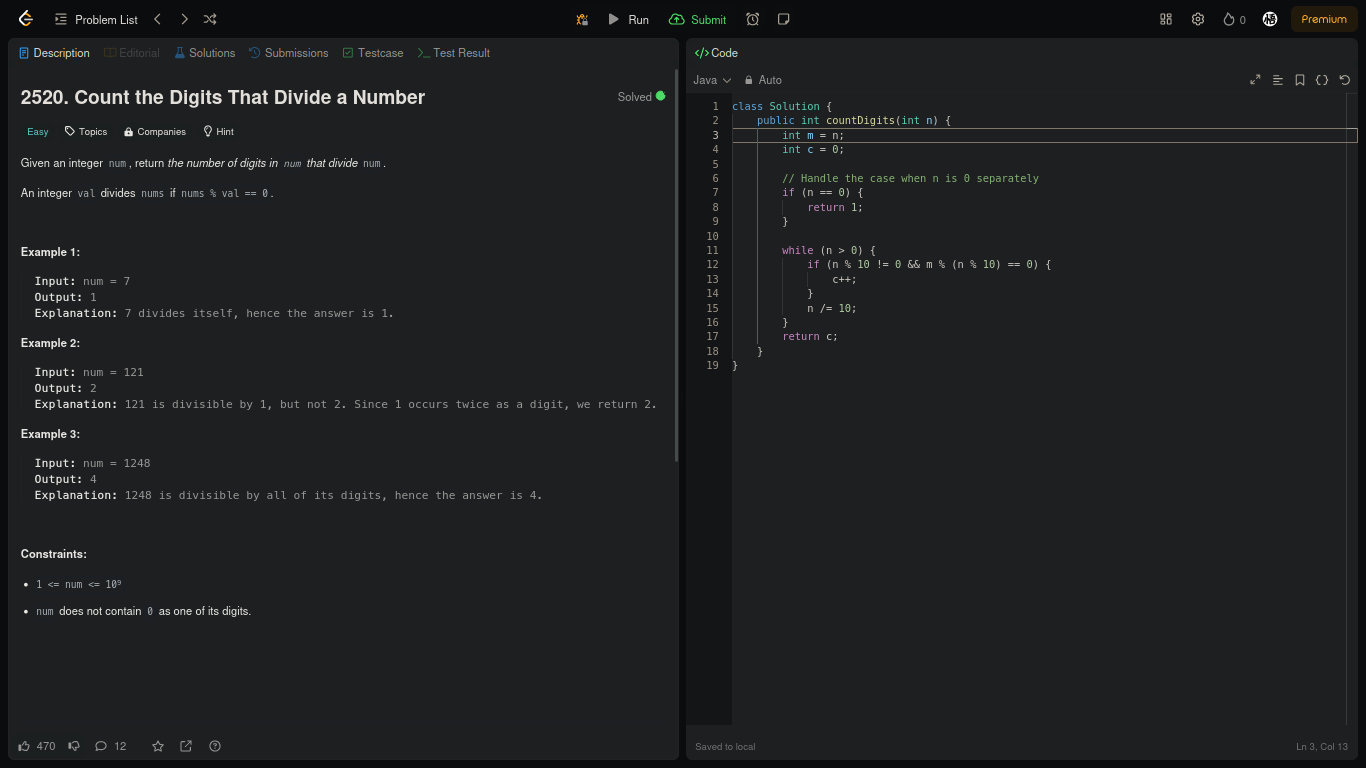 Problem List
Run
Submit
0
Premium
Description
Editorial
Solutions
Submissions
Testcase
Test Result
2520. Count the Digits That Divide a Number
Solved
Easy
Topics
Companies
Hint
Given an integer num, return the number of digits in num that divide num.
An integer val divides nums if nums % val == 0.
Example 1:
Input: num = 7
Output: 1
Explanation: 7 divides itself, hence the answer is 1.
Example 2:
Input: num = 121
Output: 2
Explanation: 121 is divisible by 1, but not 2. Since 1 occurs twice as a digit, we return 2.
Example 3:
Input: num = 1248
Output: 4
Explanation: 1248 is divisible by all of its digits, hence the answer is 4.
Constraints:
• 1 <= num <= 10⁹
• num does not contain 0 as one of its digits.
470
12
</> Code
Java
Auto
1 class Solution {
2     public int countDigits(int n) {
3         int m = n;
4         int c = 0;
5
6         // Handle the case when n is 0 separately
7         if (n == 0) {
8             return 1;
9         }
10
11         while (n > 0) {
12             if (n % 10 != 0 && m % (n % 10) == 0) {
13                 c++;
14             }
15             n /= 10;
16         }
17         return c;
18     }
19 }
Saved to local
Ln 3, Col 13